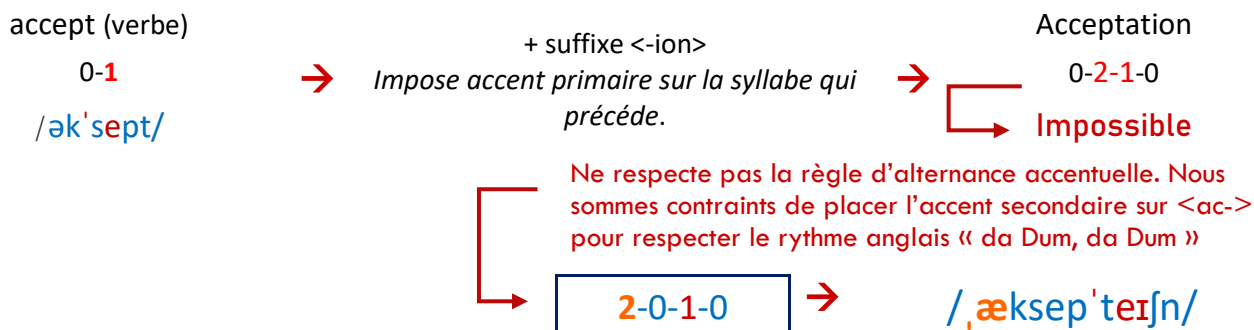 accept (verbe)
0-1
/əkˈsept/
+ suffixe <-ion>
Impose accent primaire sur la syllabe qui
précéde.
Acceptation
0-2-1-0
Impossible
Ne respecte pas la règle d’alternance accentuelle. Nous
sommes contraints de placer l’accent secondaire sur <ac->
pour respecter le rythme anglais « da Dum, da Dum »
2-0-1-0
/ˌæksepˈteɪʃn/